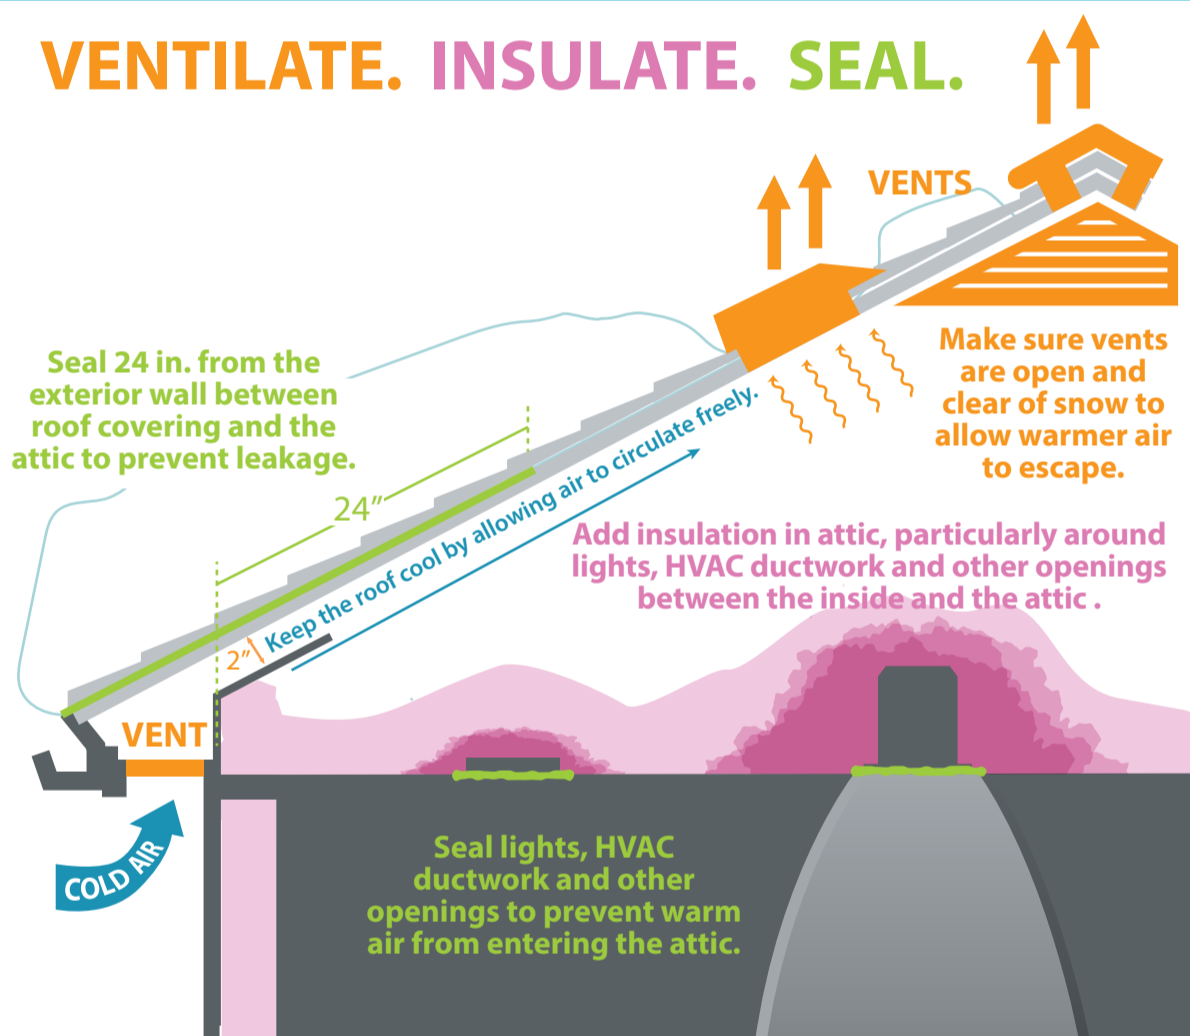 VENTILATE. INSULATE. SEAL.
VENTS
Seal 24 in. from the
exterior wall between
roof covering and the
attic to prevent leakage.
Make sure vents
are open and
clear of snow to
allow warmer air
to escape.
24”
Keep the roof cool by allowing air to circulate freely.
2”
Add insulation in attic, particularly around
lights, HVAC ductwork and other openings
between the inside and the attic .
VENT
COLD AIR
Seal lights, HVAC
ductwork and other
openings to prevent warm
air from entering the attic.